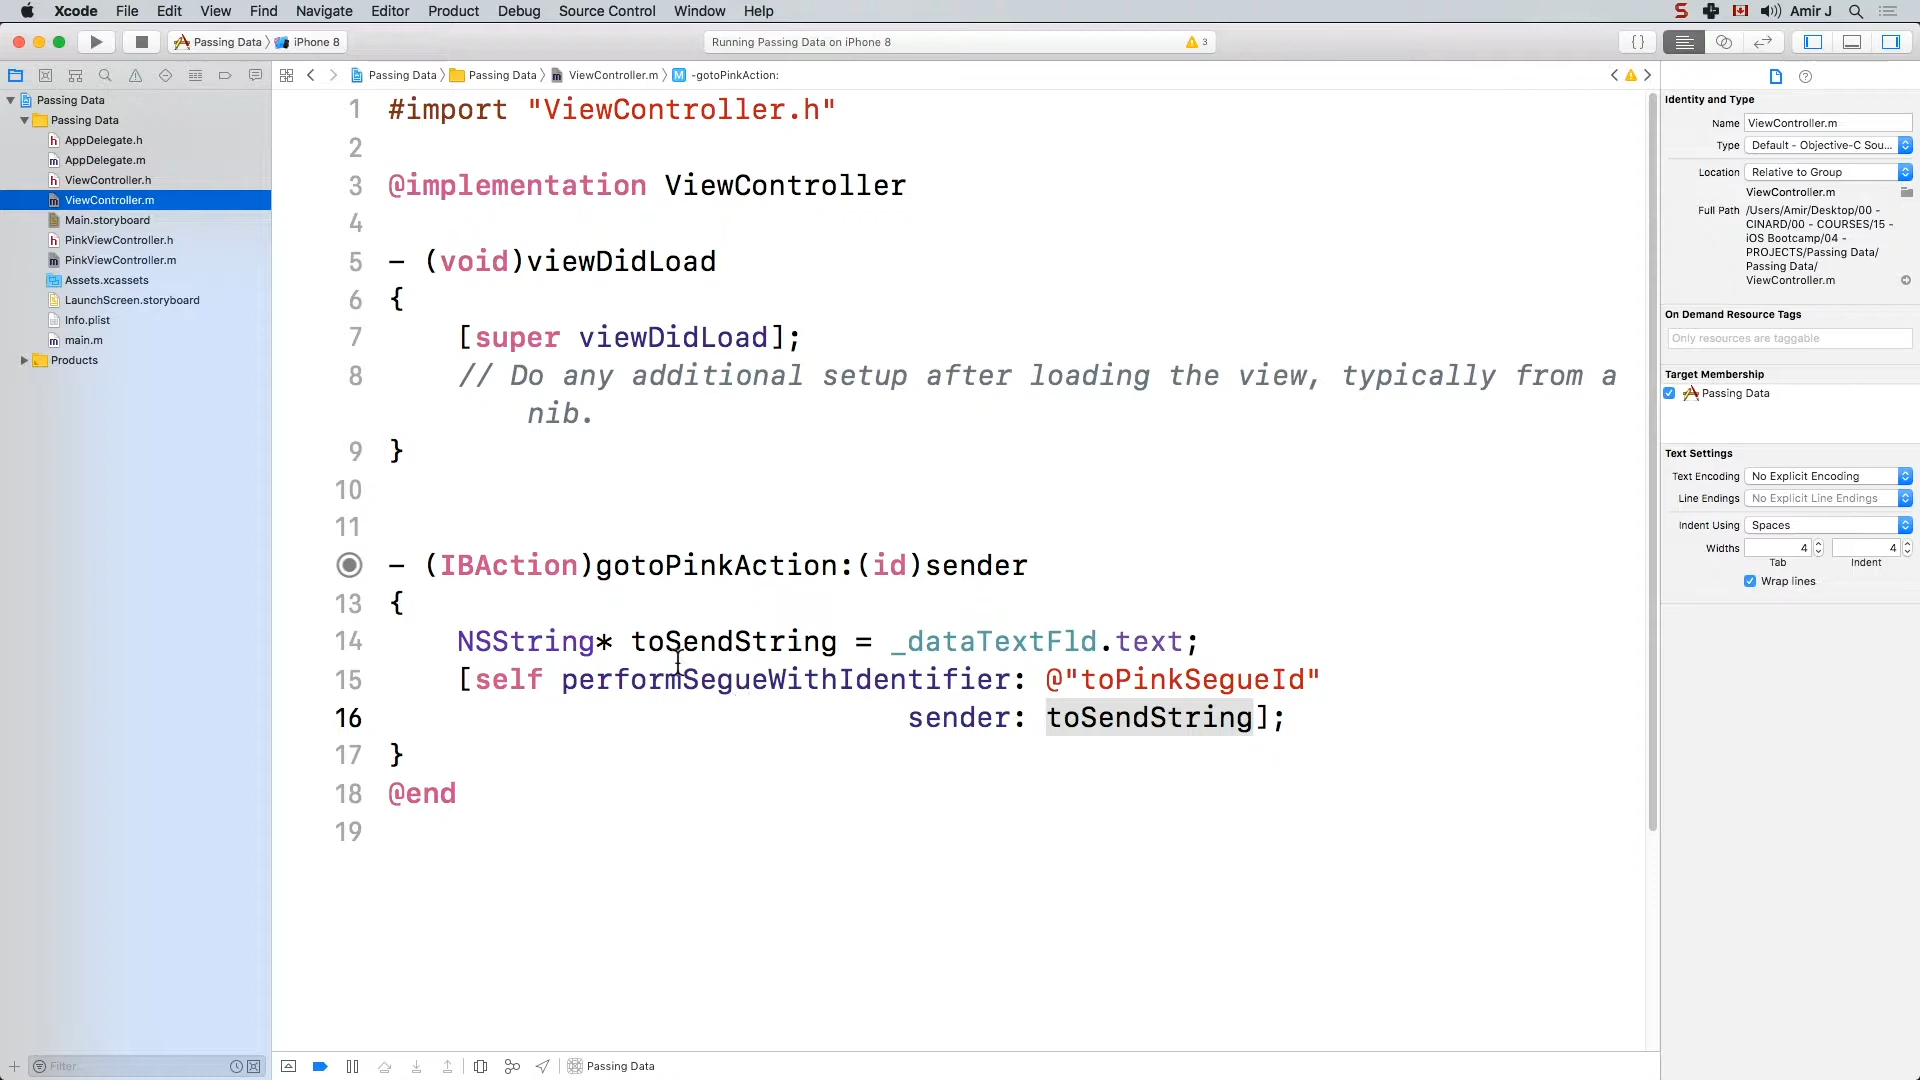 Xcode File Edit View Find Navigate Editor Product Debug Source Control Window Help Amir J
Passing Data iPhone 8 Running Passing Data on iPhone 8 3
Passing Data Passing Data ViewController.m -gotoPinkAction:
Passing Data
Passing Data
AppDelegate.h
AppDelegate.m
ViewController.h
ViewController.m
Main.storyboard
PinkViewController.h
PinkViewController.m
Assets.xcassets
LaunchScreen.storyboard
Info.plist
main.m
Products
Filter
1 #import "ViewController.h"
2
3 @implementation ViewController
4
5 - (void)viewDidLoad
6 {
7 [super viewDidLoad];
8 // Do any additional setup after loading the view, typically from a
nib.
9 }
10
11
- (IBAction)gotoPinkAction:(id)sender
13 {
14 NSString* toSendString = _dataTextFld.text;
15 [self performSegueWithIdentifier: @"toPinkSegueId"
16 sender: toSendString];
17 }
18 @end
19
Passing Data
Identity and Type
Name ViewController.m
Type Default - Objective-C Sou...
Location Relative to Group
ViewController.m
Full Path /Users/Amir/Desktop/00 -
CINARD/00 - COURSES/15 -
iOS Bootcamp/04 -
PROJECTS/Passing Data/
Passing Data/
ViewController.m
On Demand Resource Tags
Only resources are taggable
Target Membership
Passing Data
Text Settings
Text Encoding No Explicit Encoding
Line Endings No Explicit Line Endings
Indent Using Spaces
Widths 4 4
Tab Indent
Wrap lines